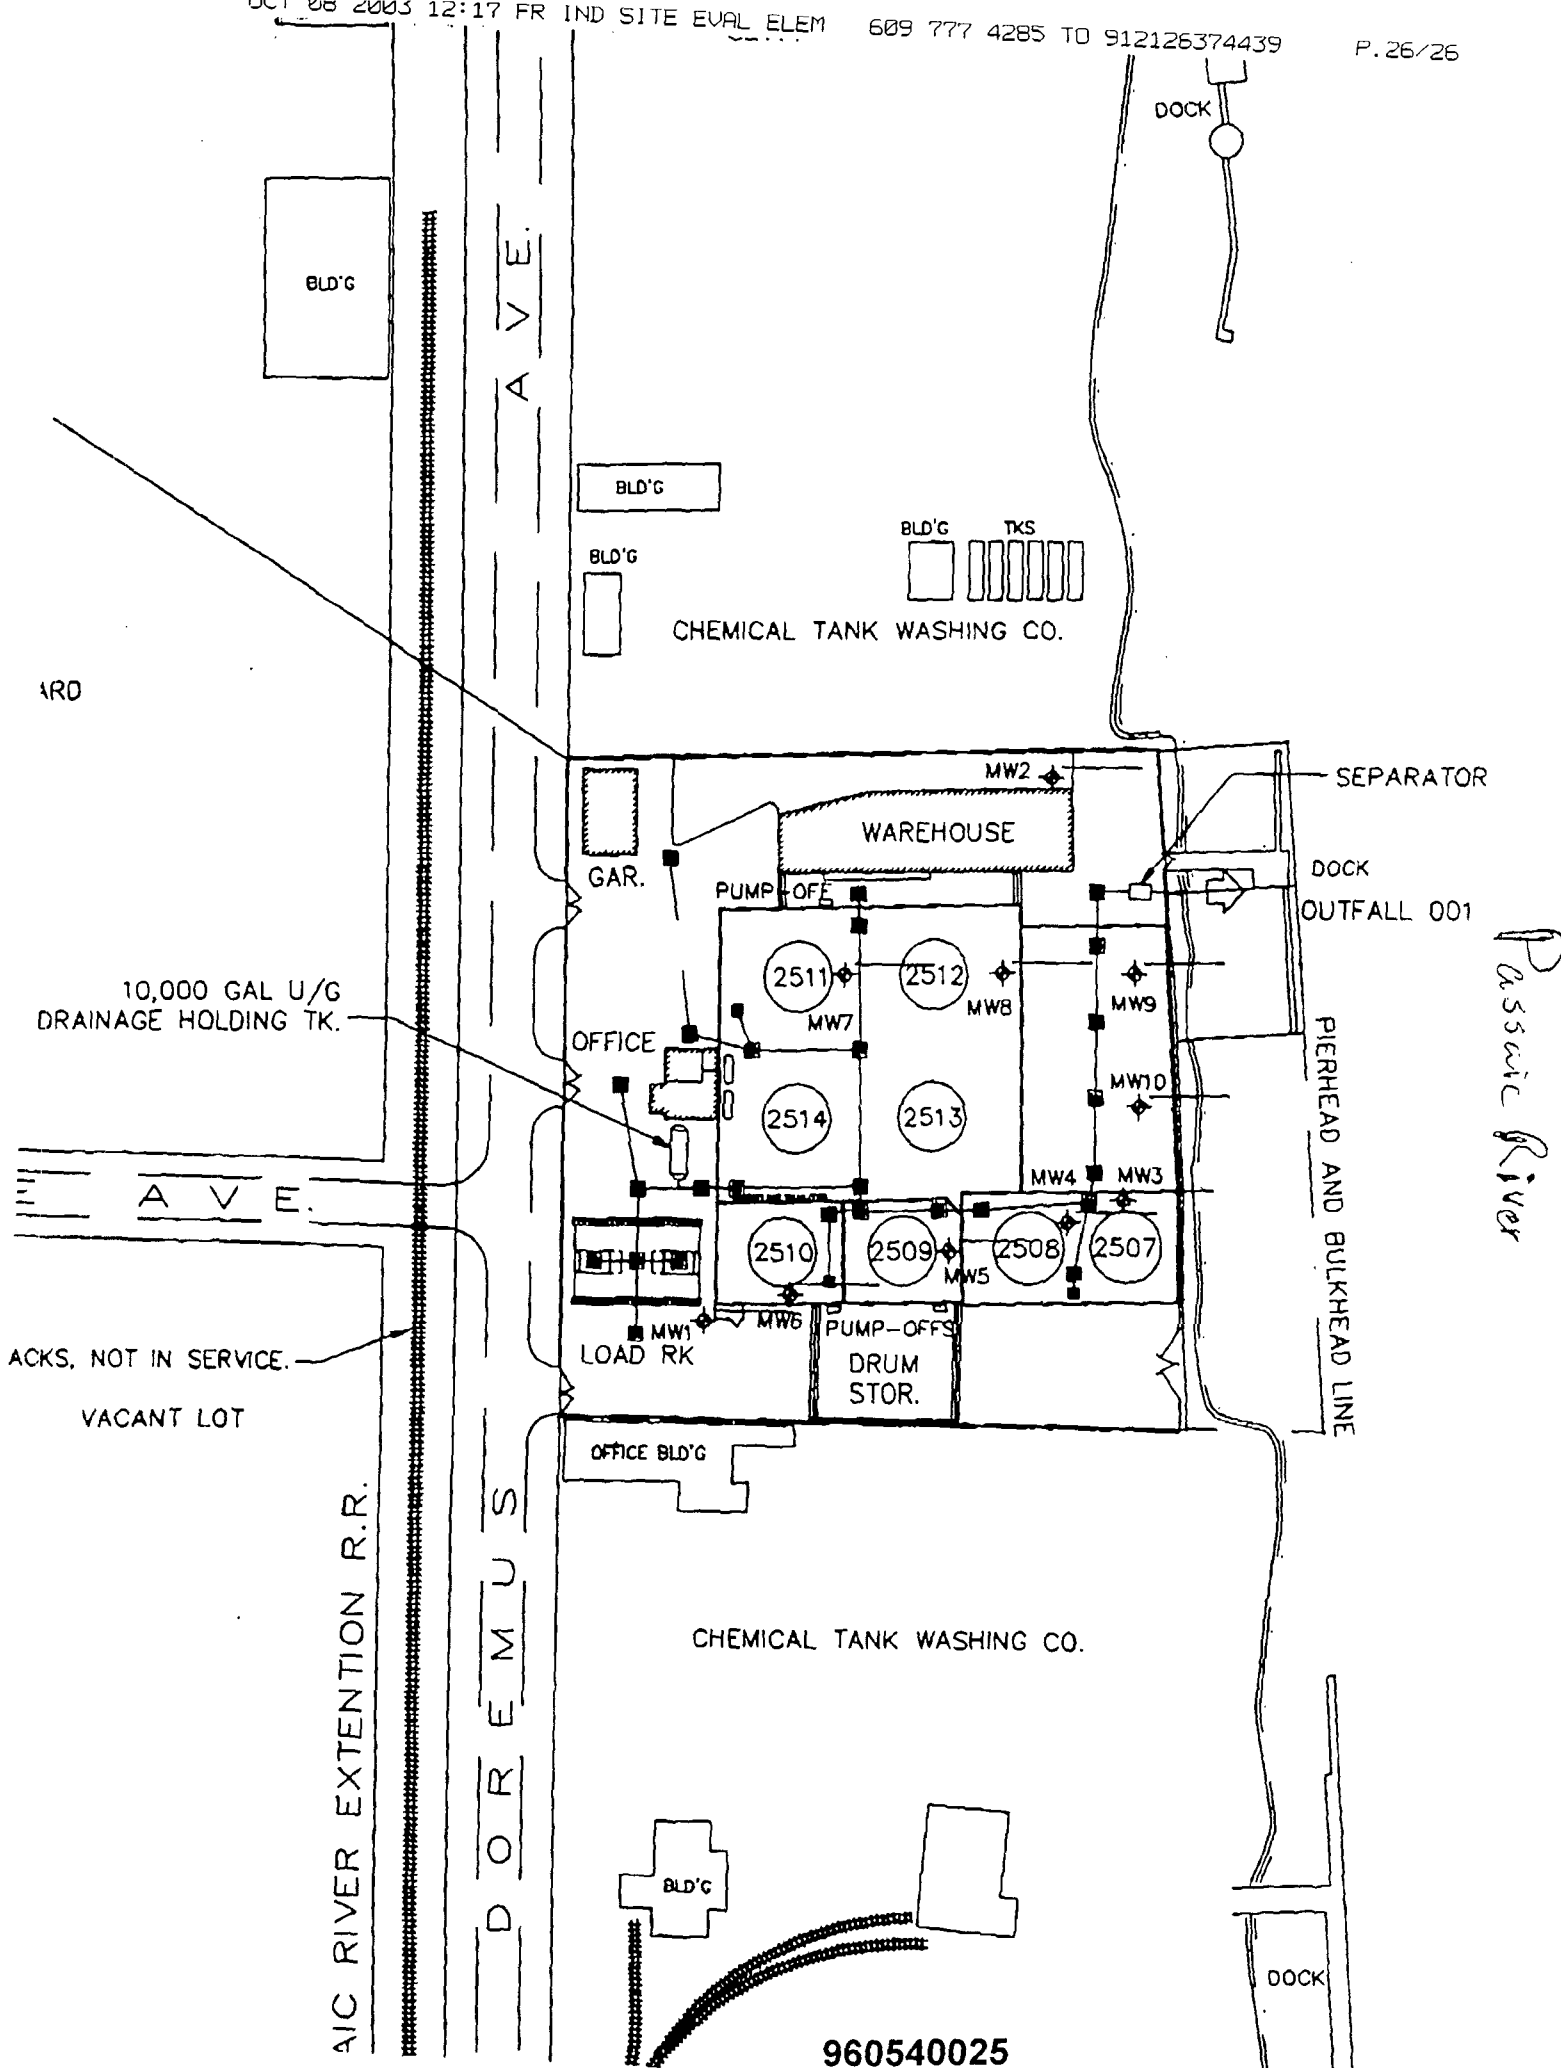 OCT 08 2003 12:17 FR IND SITE EVAL ELEM 609 777 4285 TO 912126374439 P.26/26
DOCK
AVE.
BLD'G
BLD'G
BLD'G
BLD'G
TKS
CHEMICAL TANK WASHING CO.
ARD
MW2
SEPARATOR
WAREHOUSE
GAR.
DOCK
PUMP-OFF
OUTFALL 001
Passaic River
2511
2512
10,000 GAL U/G
DRAINAGE HOLDING TK.
MW7
MW8
MW9
OFFICE
PIERHEAD AND BULKHEAD LINE
MW10
2514
2513
MW4
MW3
E AVE.
2510
2509
2508
2507
MW5
MW1
MW6
PUMP-OFFS
LOAD RK
DRUM
STOR.
ACKS, NOT IN SERVICE.
VACANT LOT
OFFICE BLD'G
DOREMUS
AIC RIVER EXTENTION R.R.
CHEMICAL TANK WASHING CO.
BLD'G
DOCK
960540025